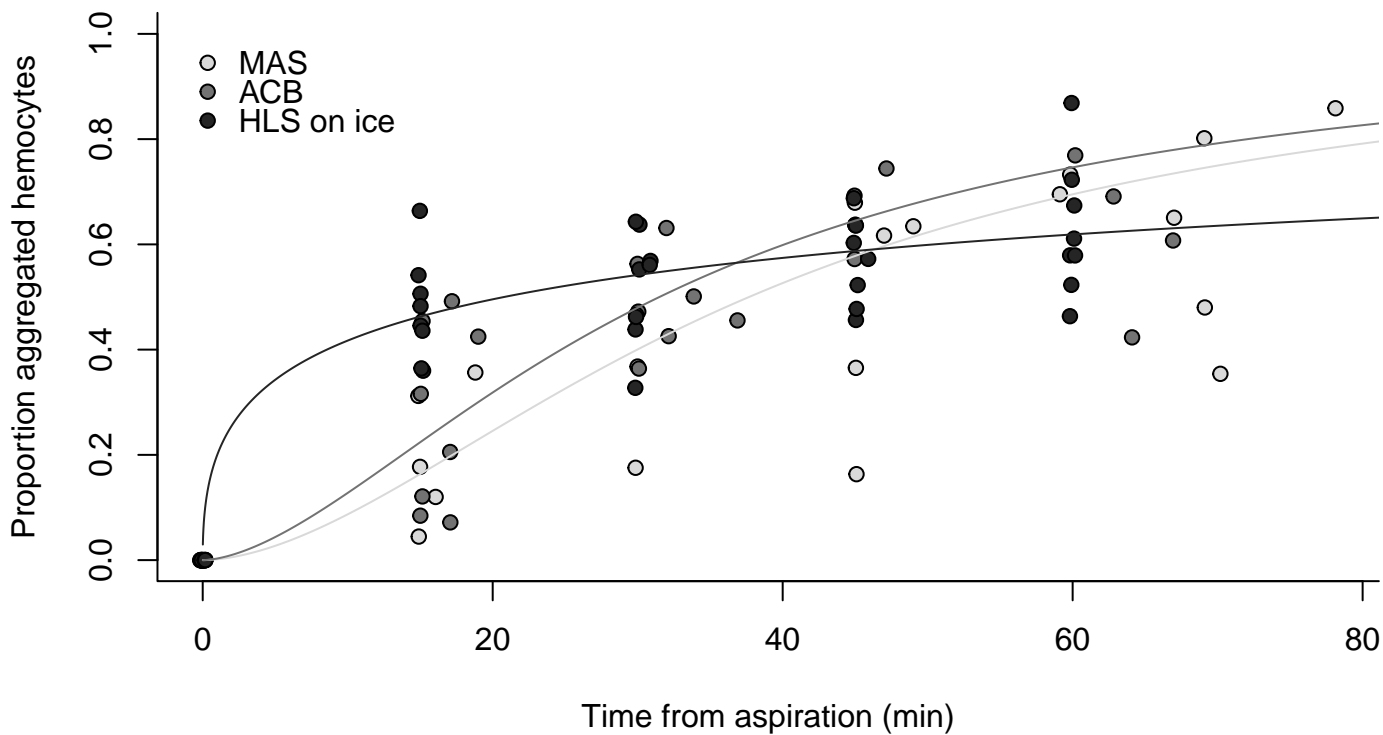 Proportion aggregated hemocytes
1.0
0.8
0.6
0.4
0.2
0.0
MAS
ACB
HLS on ice
0 20 40 60 80
Time from aspiration (min)